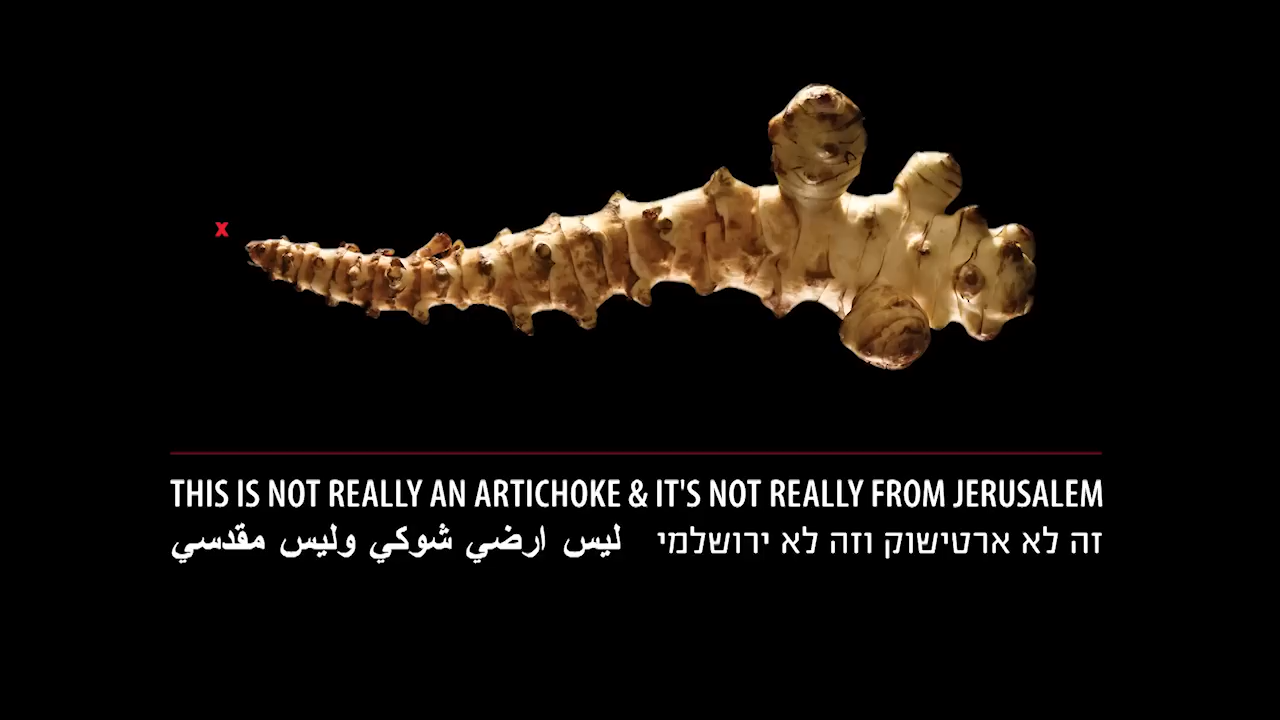 x
THIS IS NOT REALLY AN ARTICHOKE & IT'S NOT REALLY FROM JERUSALEM
זה לא ארטישוק וזה לא ירושלמי
ليس ارضي شوكي وليس مقدسي